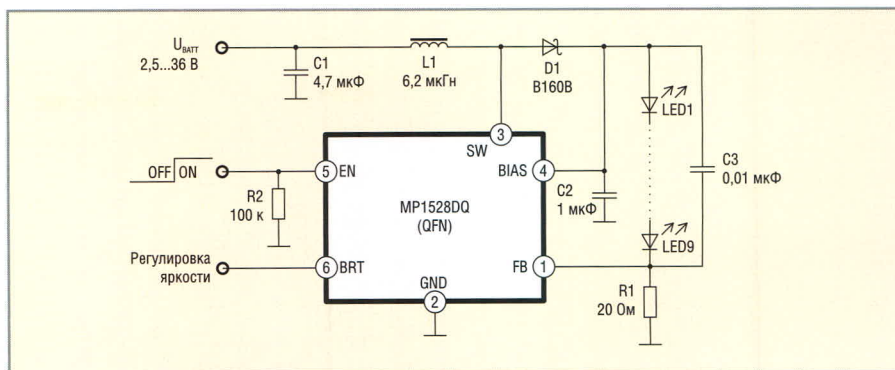 U BATT
2,5...36 В
C1
4,7 мкФ
L1
6,2 мкГн
D1
B160B
LED1
C3
0,01 мкФ
LED9
R1
20 Ом
3
SW
OFF ON
5
EN
R2
100 к
BIAS
4
C2
1 мкФ
MP1528DQ
(QFN)
Регулировка
яркости
6
BRT
GND
2
FB
1